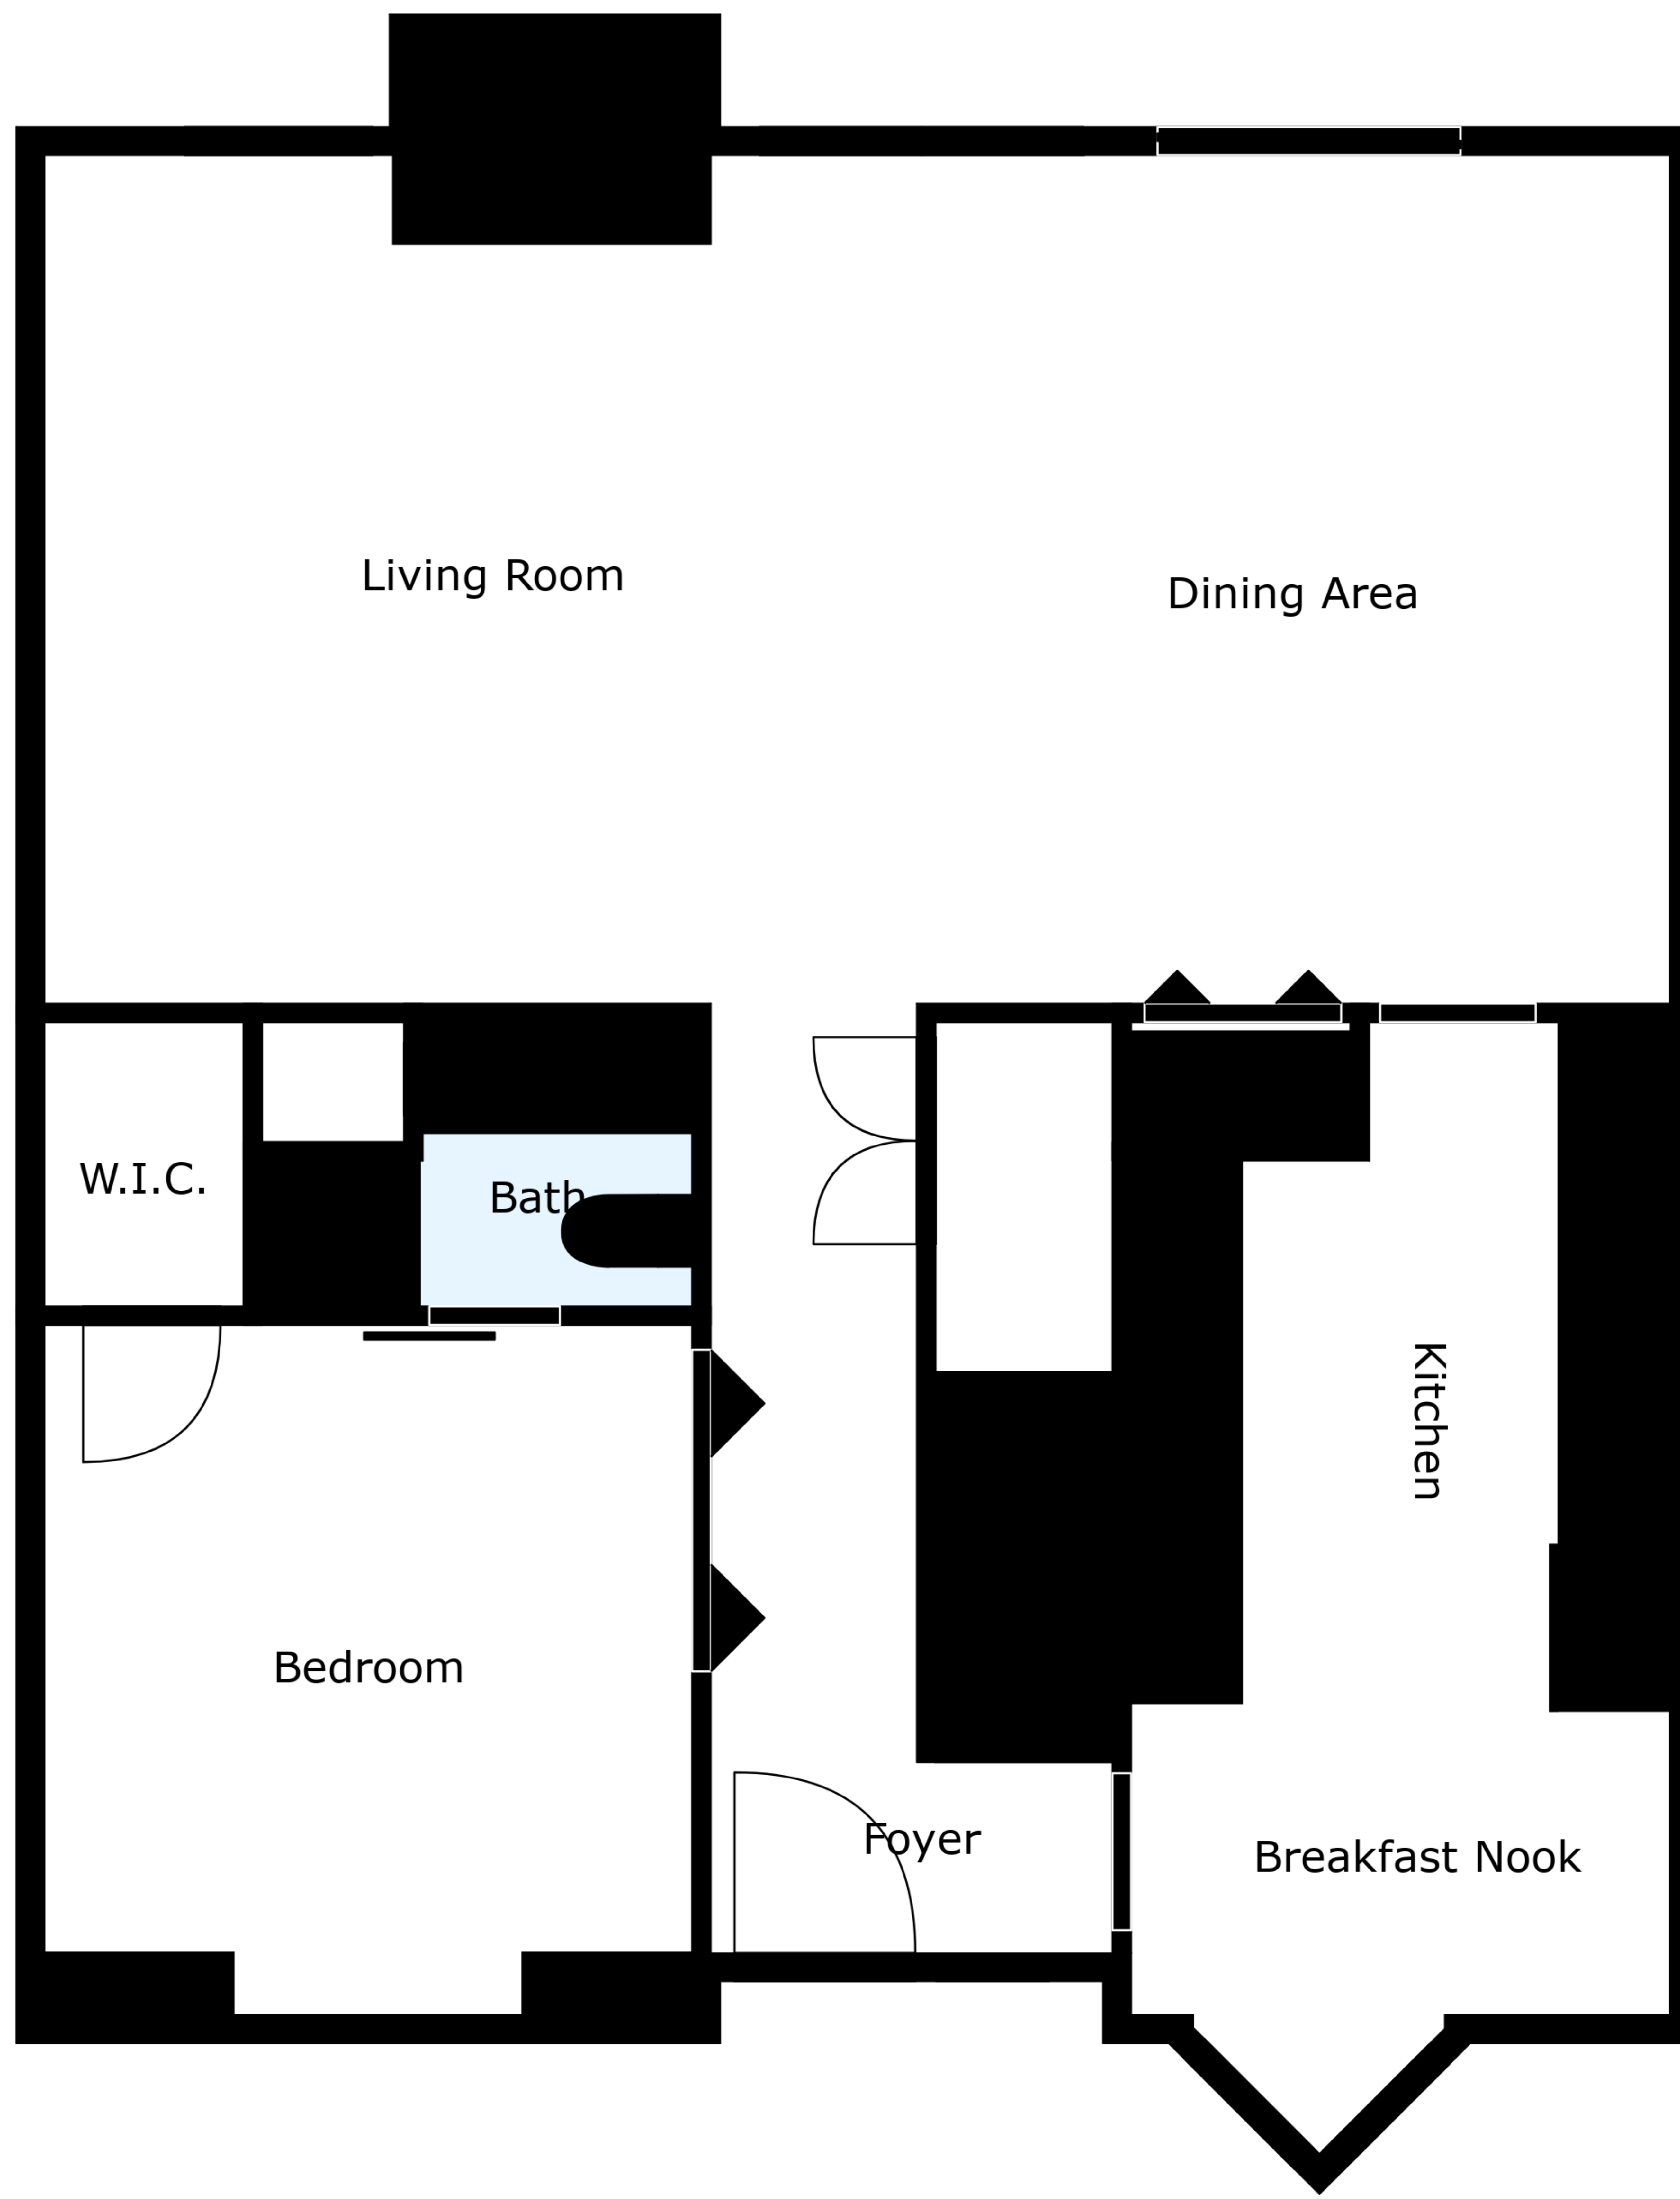 Living Room
Dining Area
W.I.C.
Bath
Kitchen
Bedroom
Foyer
Breakfast Nook